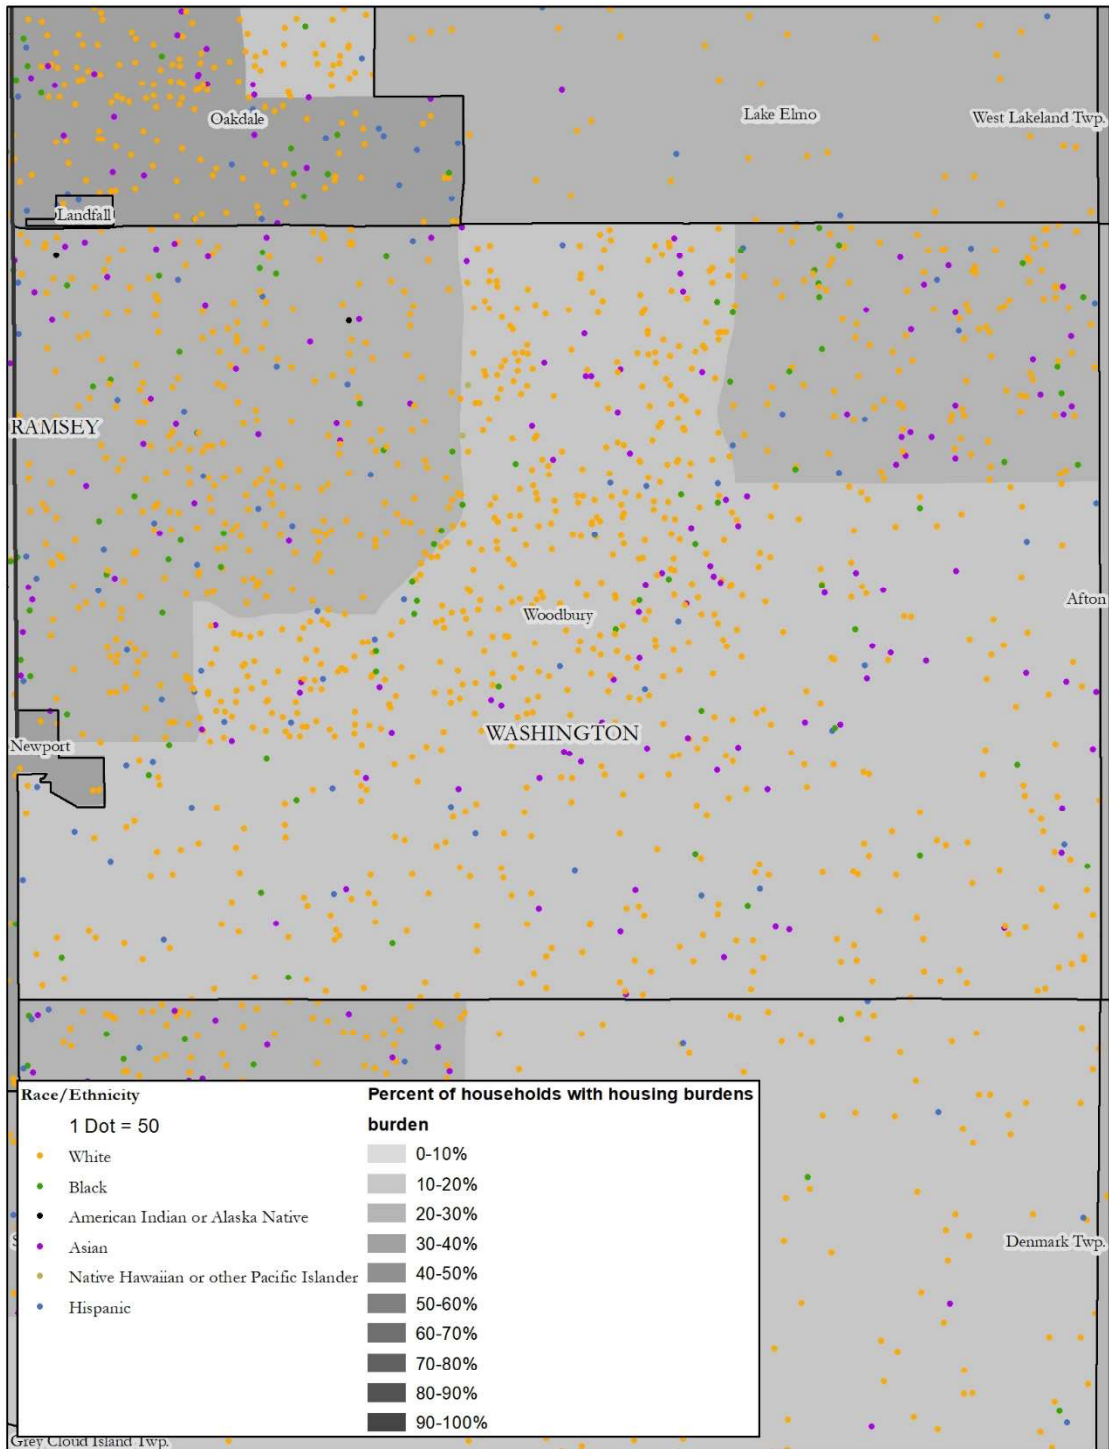 Oakdale
Lake Elmo
West Lakeland Twp.
Landfall
RAMSEY
Afton
Woodbury
WASHINGTON
Newport
Race/Ethnicity
1 Dot = 50
White
Black
American Indian or Alaska Native
Asian
Native Hawaiian or other Pacific Islander
Hispanic
Percent of households with housing burdens
burden
0-10%
10-20%
20-30%
30-40%
40-50%
50-60%
60-70%
70-80%
80-90%
90-100%
Denmark Twp.
Grey Cloud Island Twp.